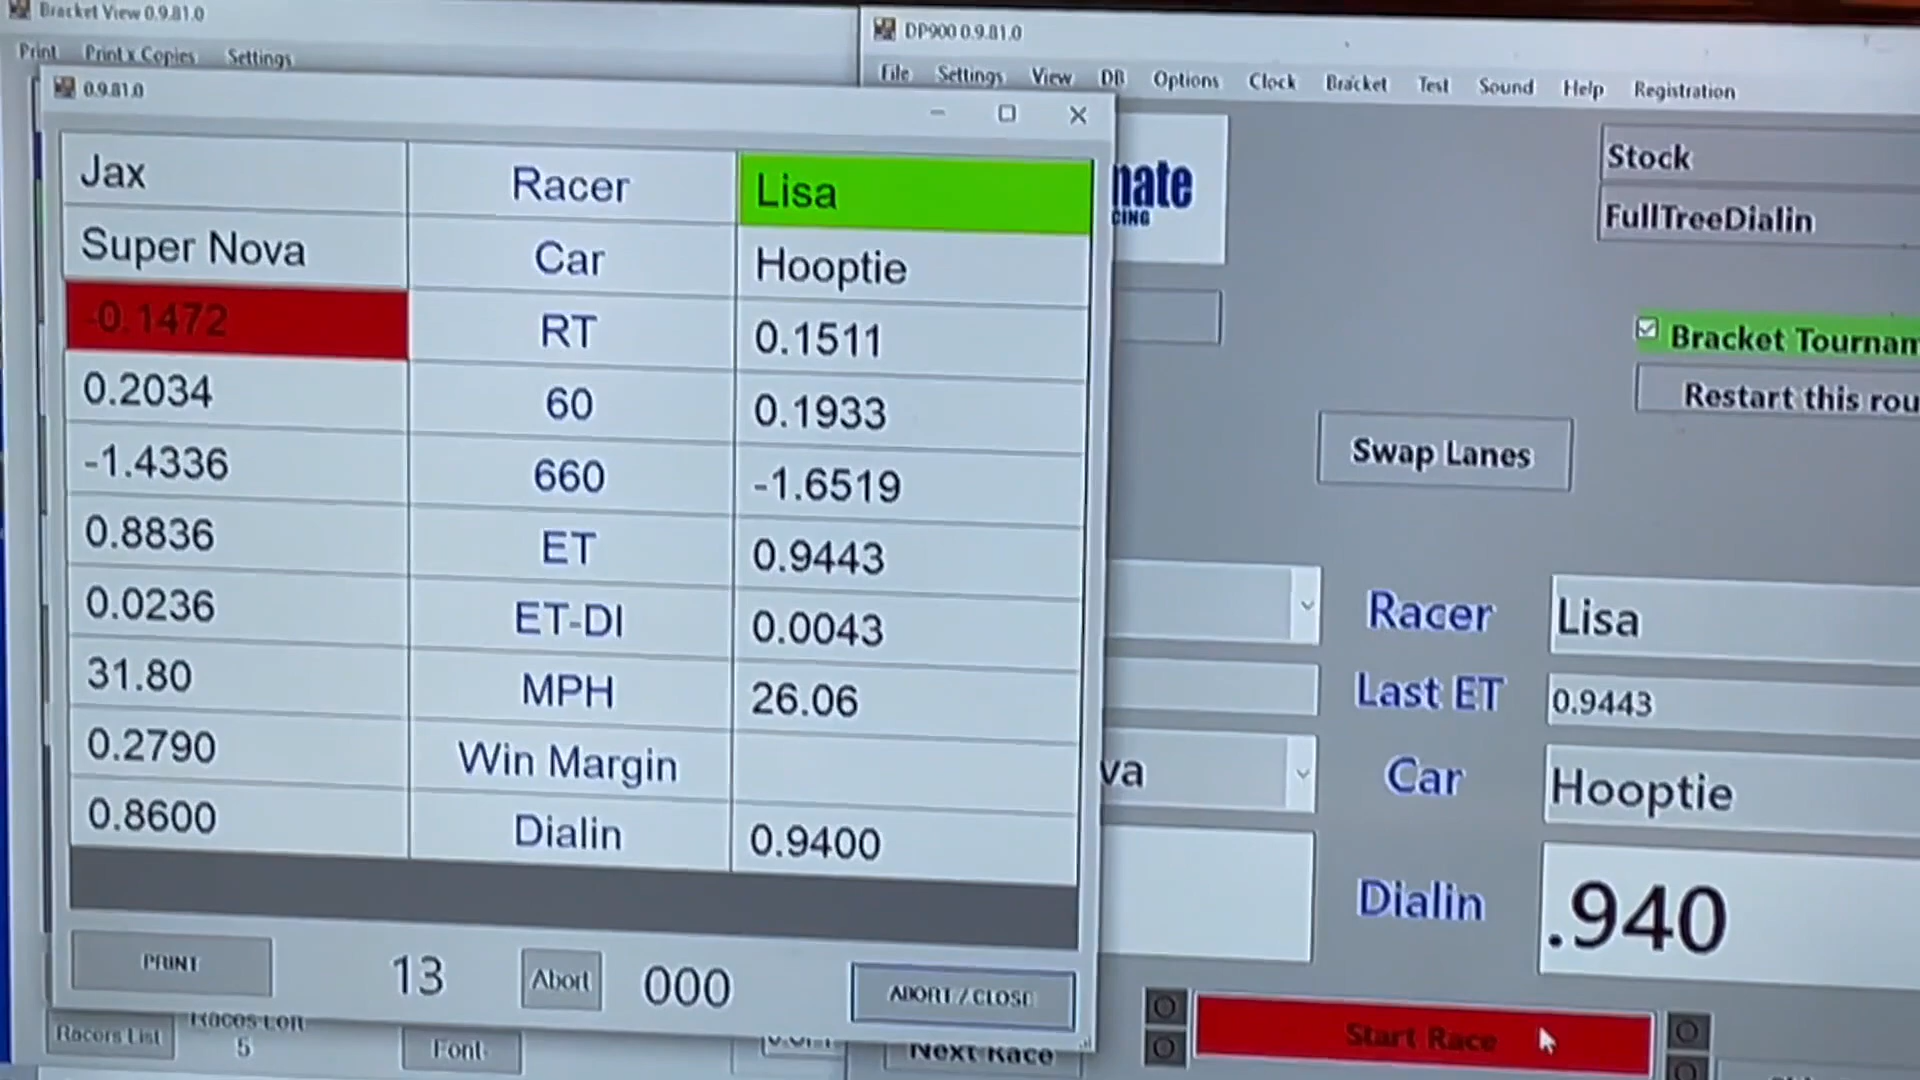 Bracket View 0.9.81.0
Print Print x Copies Settings
0.9.81.0
Jax Racer Lisa
Super Nova Car Hooptie
-0.1472 RT 0.1511
0.2034 60 0.1933
-1.4336 660 -1.6519
0.8836 ET 0.9443
0.0236 ET-DI 0.0043
31.80 MPH 26.06
0.2790 Win Margin
0.8600 Dialin 0.9400
PRINT 13 Abort 000 ABORT / CLOSE
Racers List
5
Font
DP900 0.9.81.0
File Settings View DB Options Clock Bracket Test Sound Help Registration
Stock
FullTreeDialin
Bracket Tournam
Restart this rou
Swap Lanes
Racer Lisa
Last ET 0.9443
va Car Hooptie
Dialin .940
Next Race
Start Race